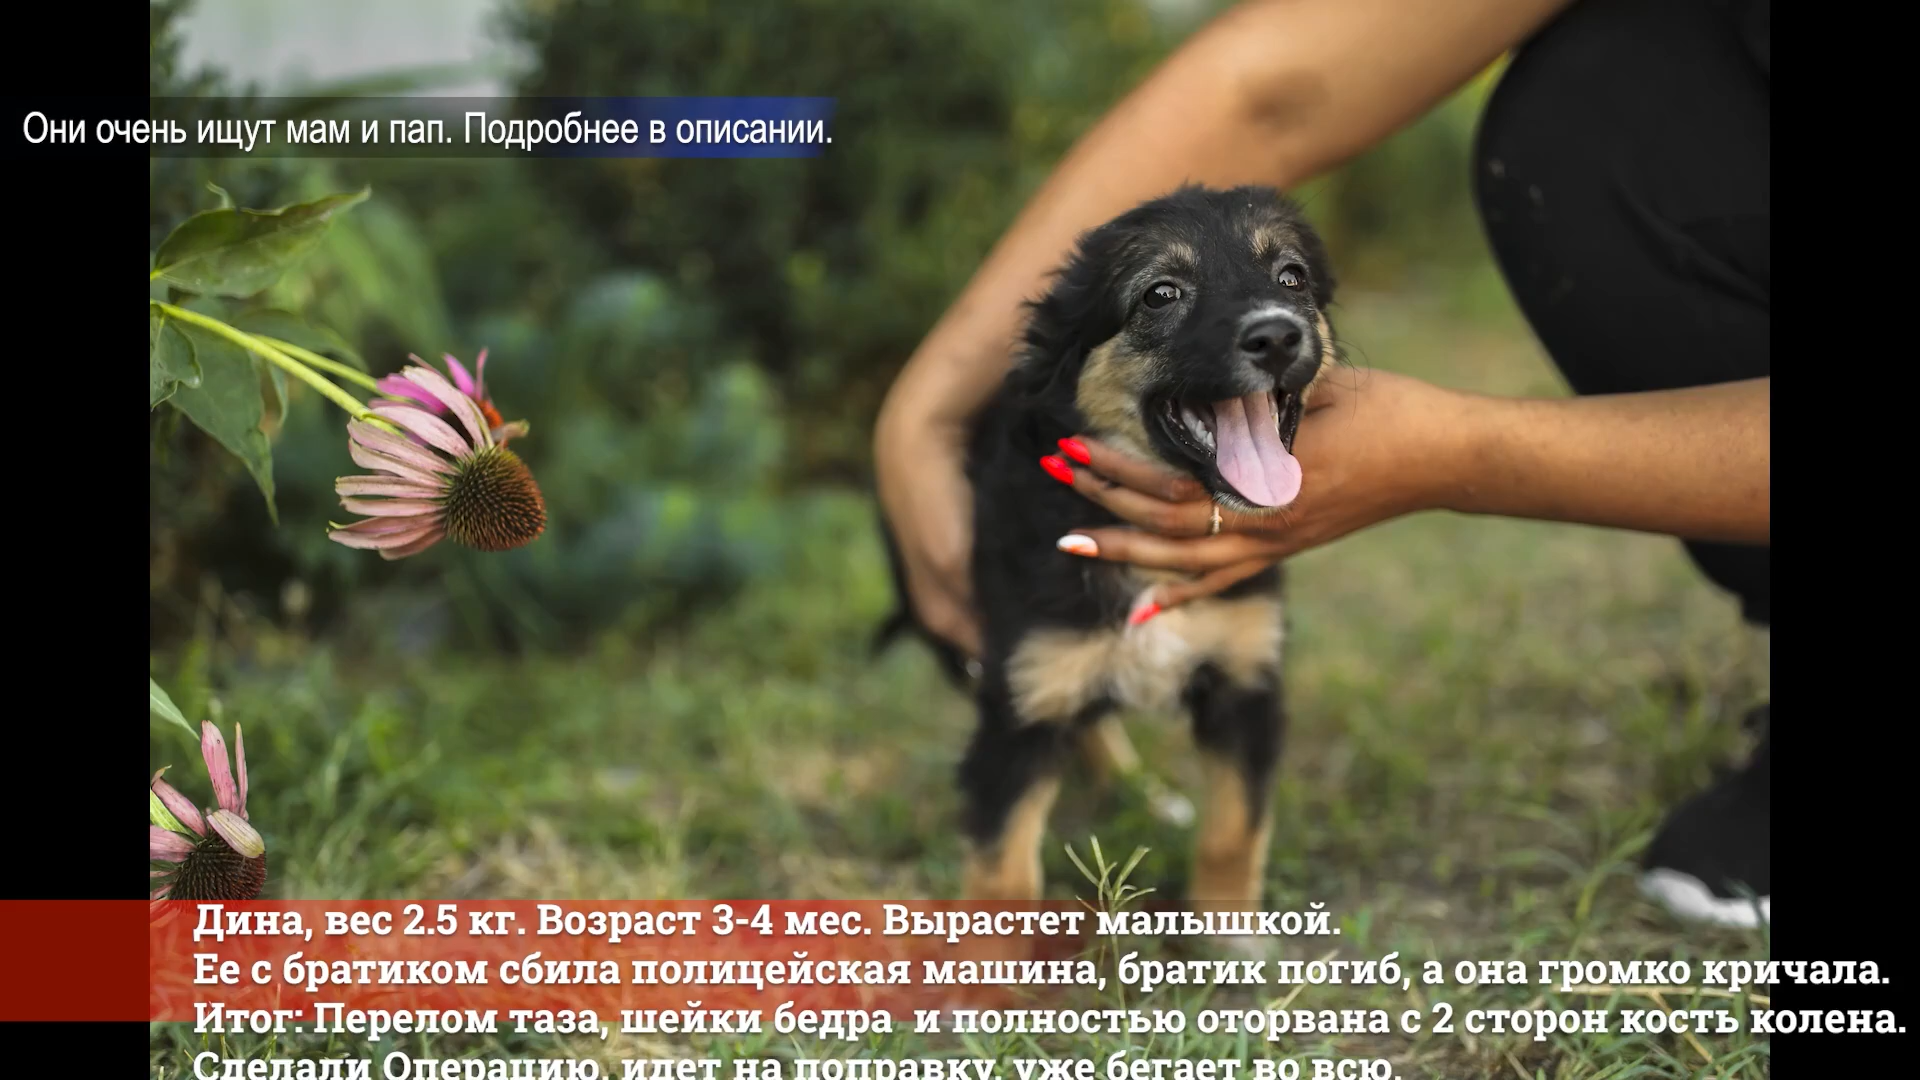 Они очень ищут мам и пап. Подробнее в описании.
Дина, вес 2.5 кг. Возраст 3-4 мес. Вырастет малышкой.
Ее с братиком сбила полицейская машина, братик погиб, а она громко кричала.
Итог: Перелом таза, шейки бедра и полностью оторвана с 2 сторон кость колена.
Сделали Операцию, идет на поправку, уже бегает во всю.